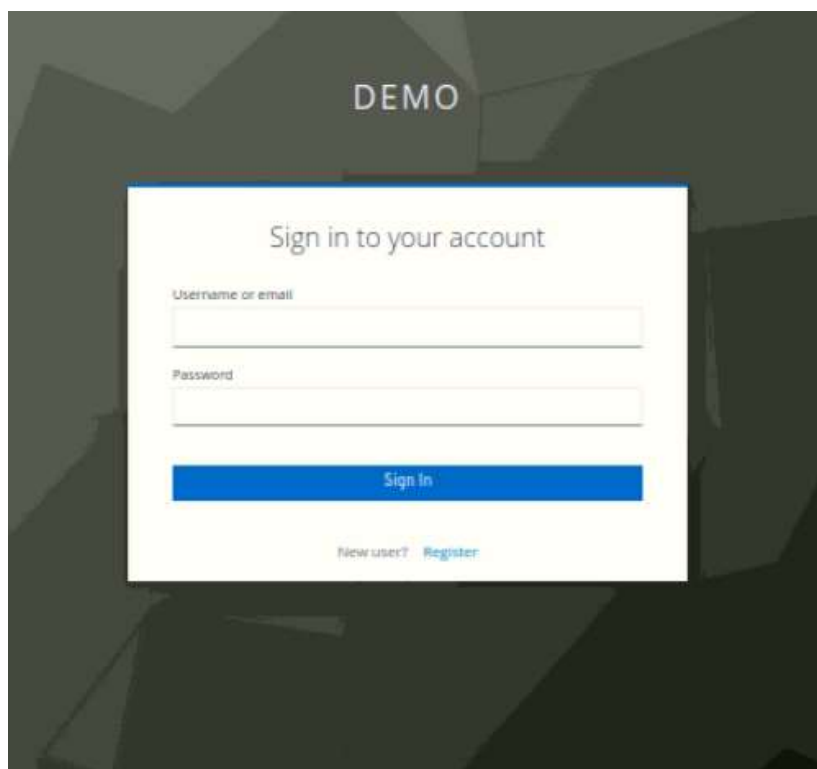 DEMO
Sign in to your account
Username or email
Password
Sign In
New user? Register